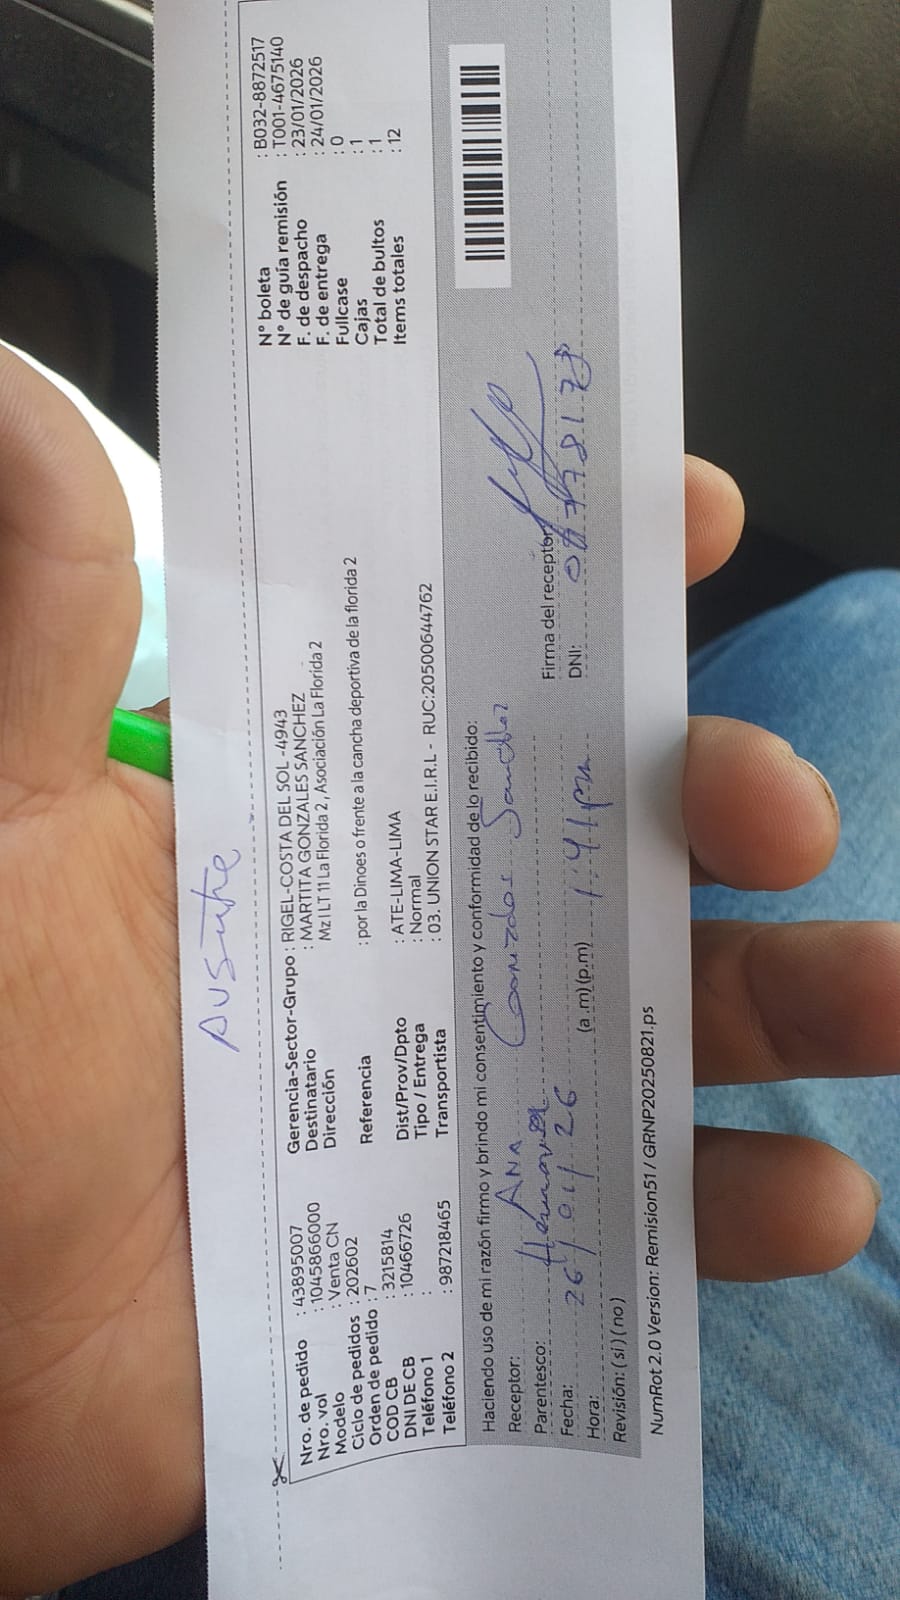 Ausente
Nro. de pedido : 43895007
Nro. vol : 1045866000
Modelo : Venta CN
Ciclo de pedidos : 202602
Orden de pedido : 7
COD CB : 3215814
DNI DE CB : 10466726
Teléfono 1 :
Teléfono 2 : 987218465
Gerencia-Sector-Grupo : RIGEL-COSTA DEL SOL -4943
Destinatario : MARTITA GONZALES SANCHEZ
Dirección Mz I LT 11 La Florida 2 , Asociación La Florida 2
Referencia : por la Dinoes o frente a la cancha deportiva de la florida 2
Dist/Prov/Dpto : ATE-LIMA-LIMA
Tipo / Entrega : Normal
Transportista : 03. UNION STAR E.I.R.L - RUC:20500644762
N° boleta : B032-8872517
N° de guía remisión : T001-4675140
F. de despacho : 23/01/2026
F. de entrega : 24/01/2026
Fullcase : 0
Cajas : 1
Total de bultos : 1
Items totales : 12
Haciendo uso de mi razón firmo y brindo mi consentimiento y conformidad de lo recibido:
Receptor: ANA Sanchez
Parentesco: Hermana
Fecha: 26/01/26
Hora: (a .m) (p.m) 1:41pm
Revisión: ( si ) ( no )
Firma del receptor:
DNI:
NumRot 2.0 Version: Remision51 / GRNP20250821.ps